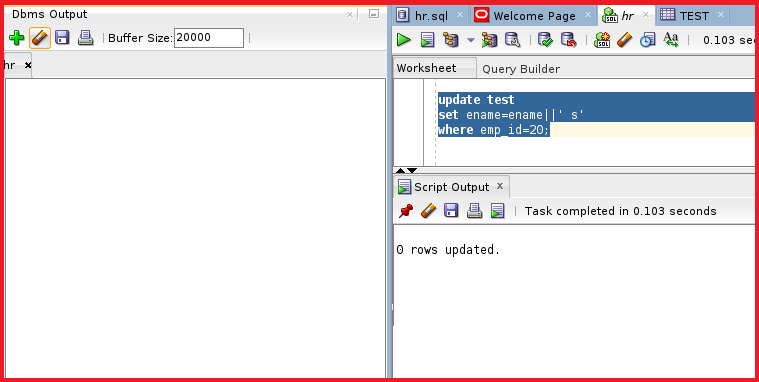 Dbms Output
Buffer Size: 20000
hr
hr.sql
Welcome Page
hr
TEST
0.103 sec
Worksheet
Query Builder
update test
set ename=ename||' s'
where emp_id=20;
Script Output
Task completed in 0.103 seconds
0 rows updated.